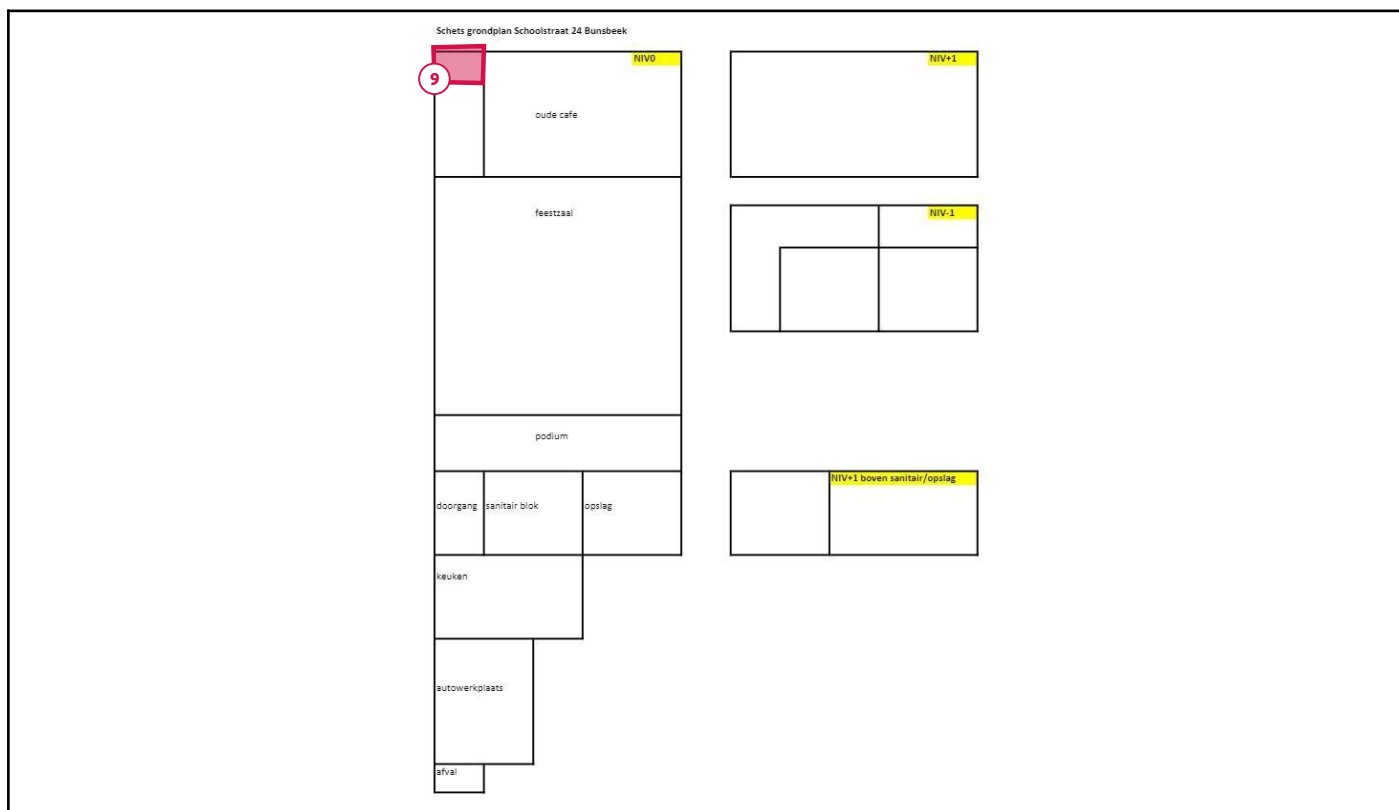 Schets grondplan Schoolstraat 24 Bunsbeek
NIV0
NIV+1
9
oude cafe
feestzaal
NIV-1
podium
NIV+1 boven sanitair/opslag
doorgang
sanitair blok
opslag
keuken
autowerkplaats
afval